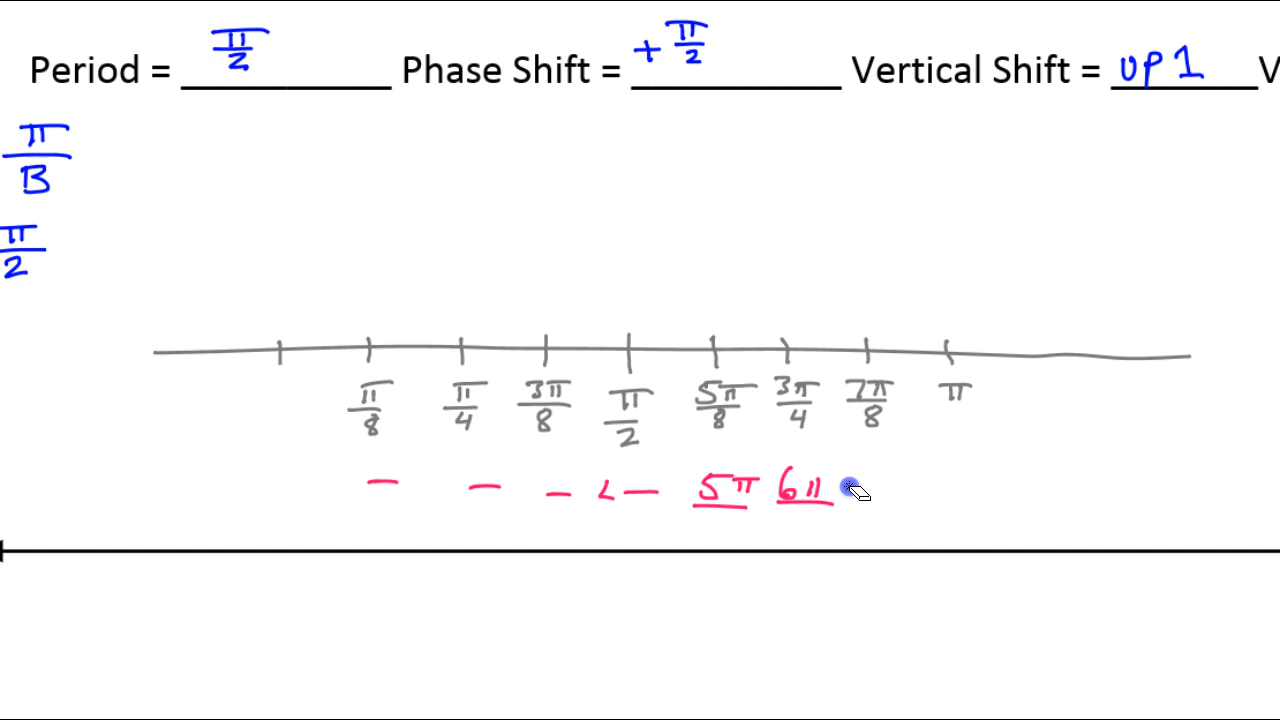 Period = π/2 Phase Shift = + π/2 Vertical Shift = up 1 V
π/B
π/2
π/8 π/4 3π/8 π/2 5π/8 3π/4 7π/8 π
— — — < — 5π 6π